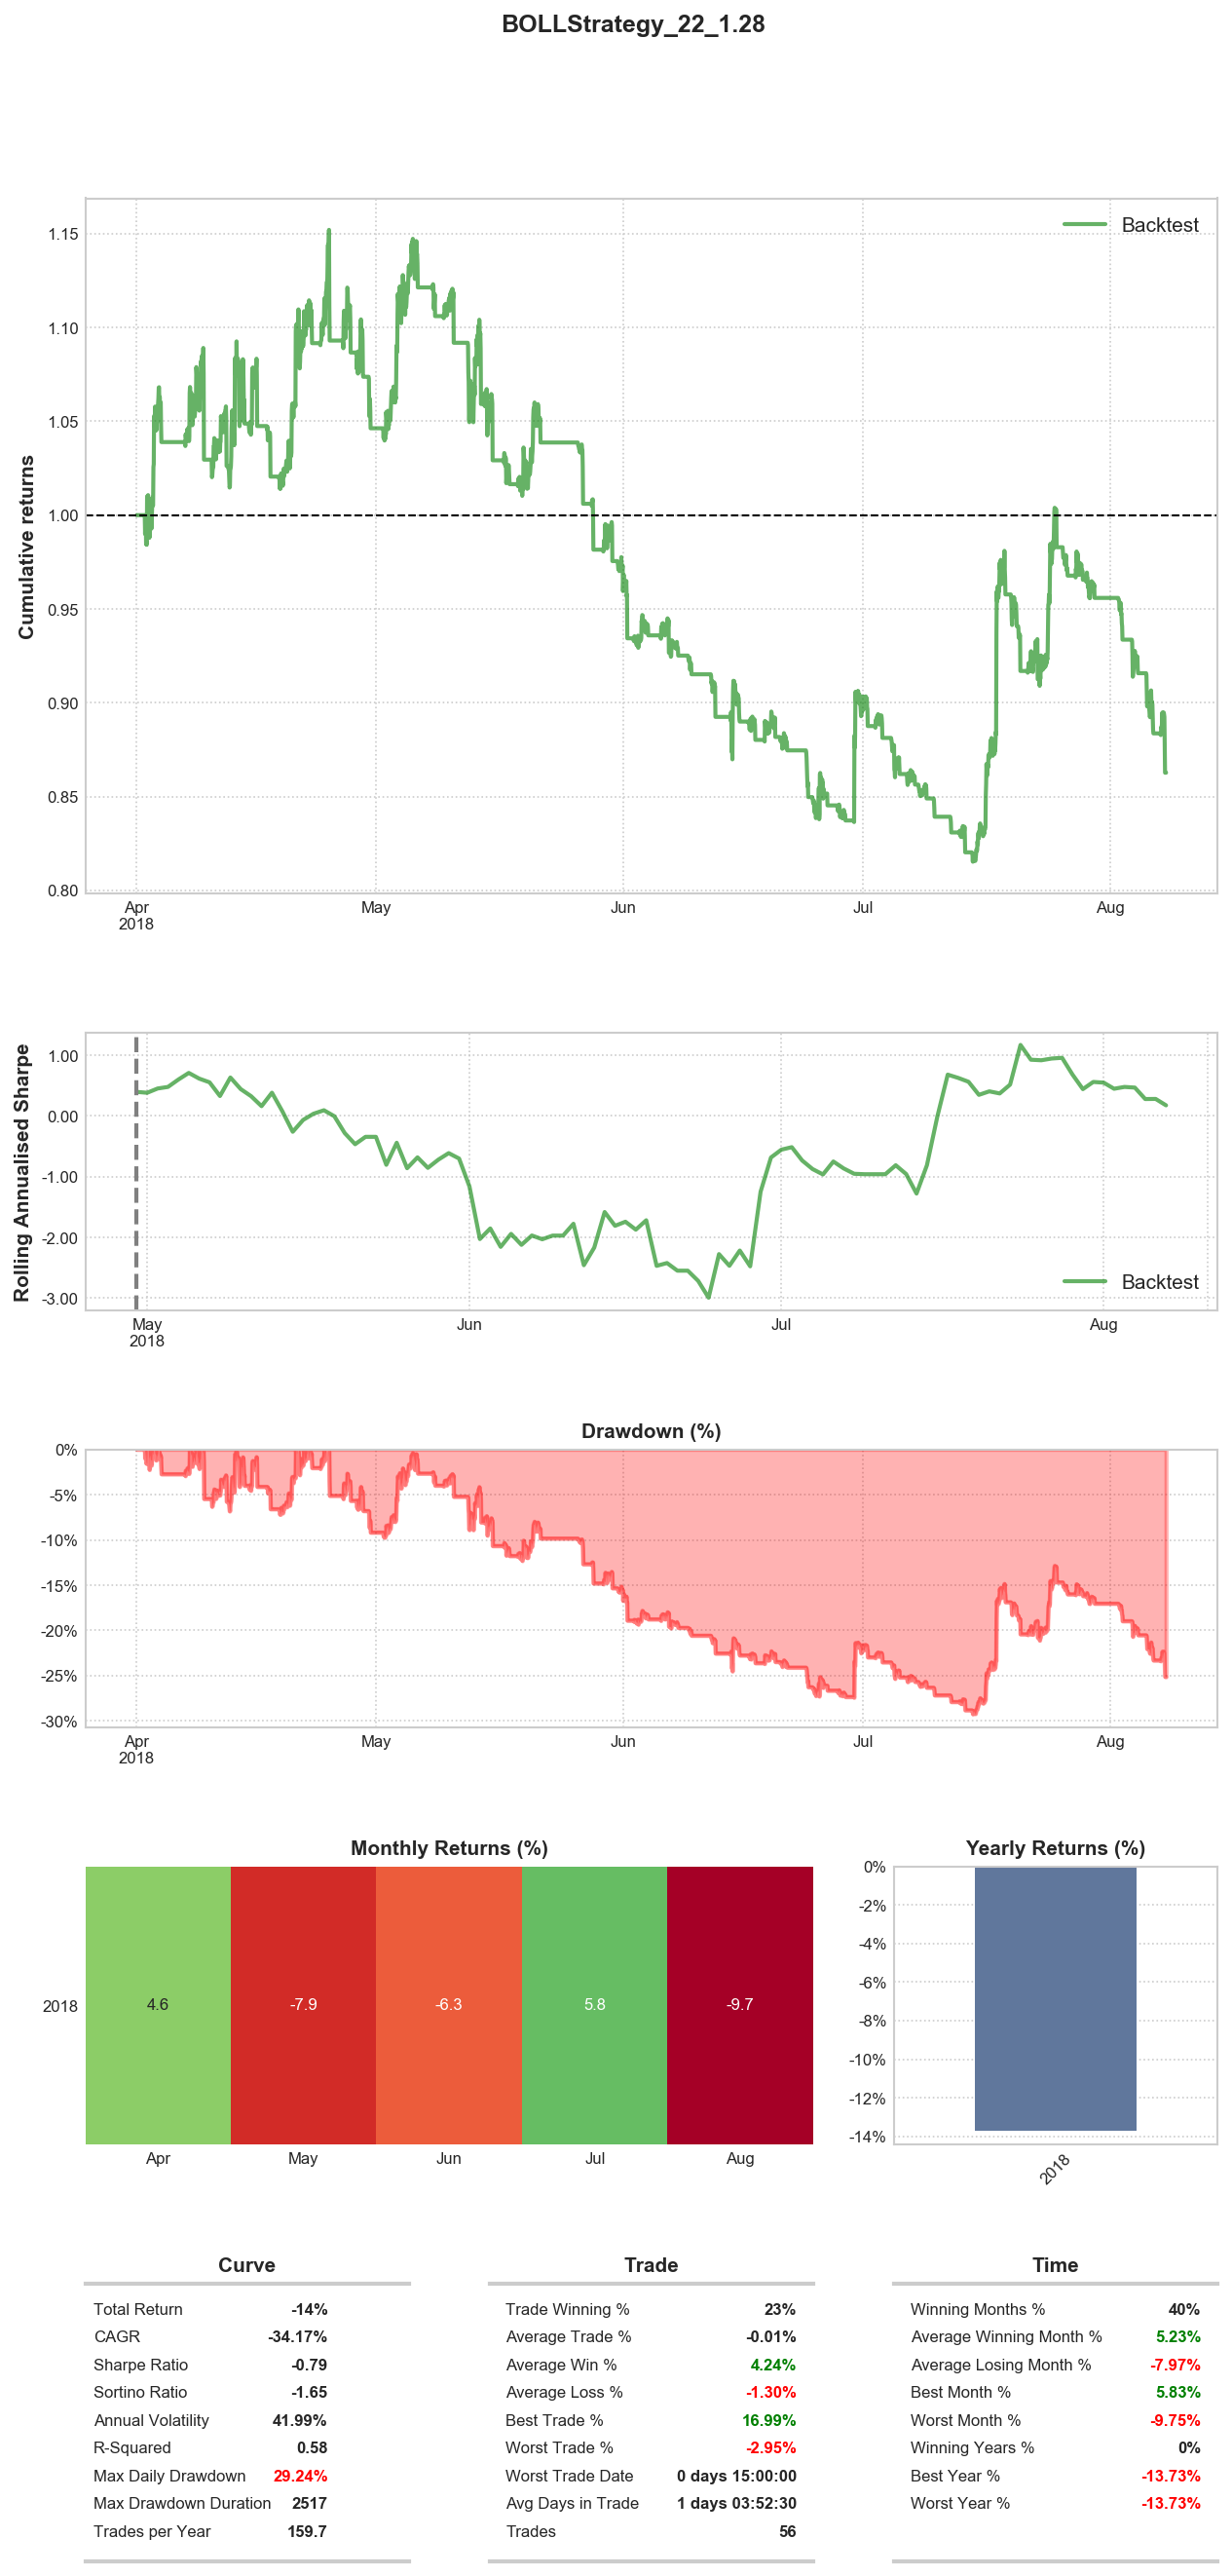 BOLLStrategy_22_1.28
Cumulative returns
1.15
1.10
1.05
1.00
0.95
0.90
0.85
0.80
Backtest
Apr
2018
May
Jun
Jul
Aug
Rolling Annualised Sharpe
1.00
0.00
-1.00
-2.00
-3.00
Backtest
May
2018
Jun
Jul
Aug
Drawdown (%)
0%
-5%
-10%
-15%
-20%
-25%
-30%
Apr
2018
May
Jun
Jul
Aug
Monthly Returns (%)
2018
4.6 -7.9 -6.3 5.8 -9.7
Apr May Jun Jul Aug
Yearly Returns (%)
0%
-2%
-4%
-6%
-8%
-10%
-12%
-14%
2018
Curve
Total Return -14%
CAGR -34.17%
Sharpe Ratio -0.79
Sortino Ratio -1.65
Annual Volatility 41.99%
R-Squared 0.58
Max Daily Drawdown 29.24%
Max Drawdown Duration 2517
Trades per Year 159.7
Trade
Trade Winning % 23%
Average Trade % -0.01%
Average Win % 4.24%
Average Loss % -1.30%
Best Trade % 16.99%
Worst Trade % -2.95%
Worst Trade Date 0 days 15:00:00
Avg Days in Trade 1 days 03:52:30
Trades 56
Time
Winning Months % 40%
Average Winning Month % 5.23%
Average Losing Month % -7.97%
Best Month % 5.83%
Worst Month % -9.75%
Winning Years % 0%
Best Year % -13.73%
Worst Year % -13.73%